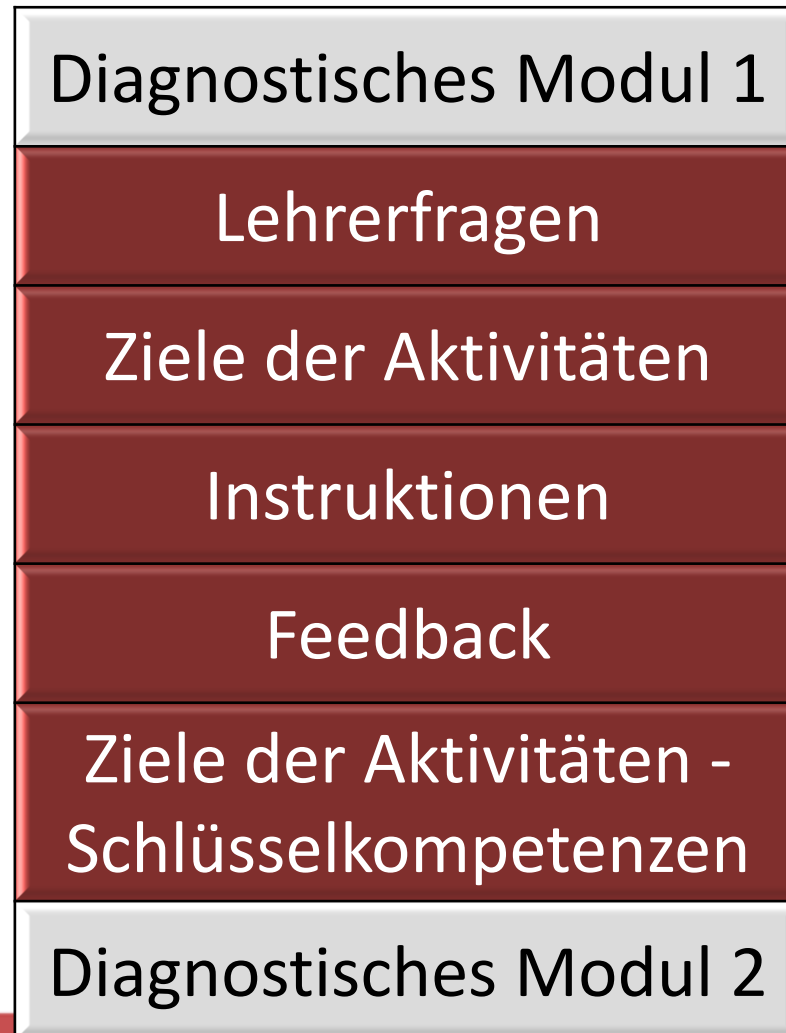 Diagnostisches Modul 1
Lehrerfragen
Ziele der Aktivitäten
Instruktionen
Feedback
Ziele der Aktivitäten -
Schlüsselkompetenzen
Diagnostisches Modul 2